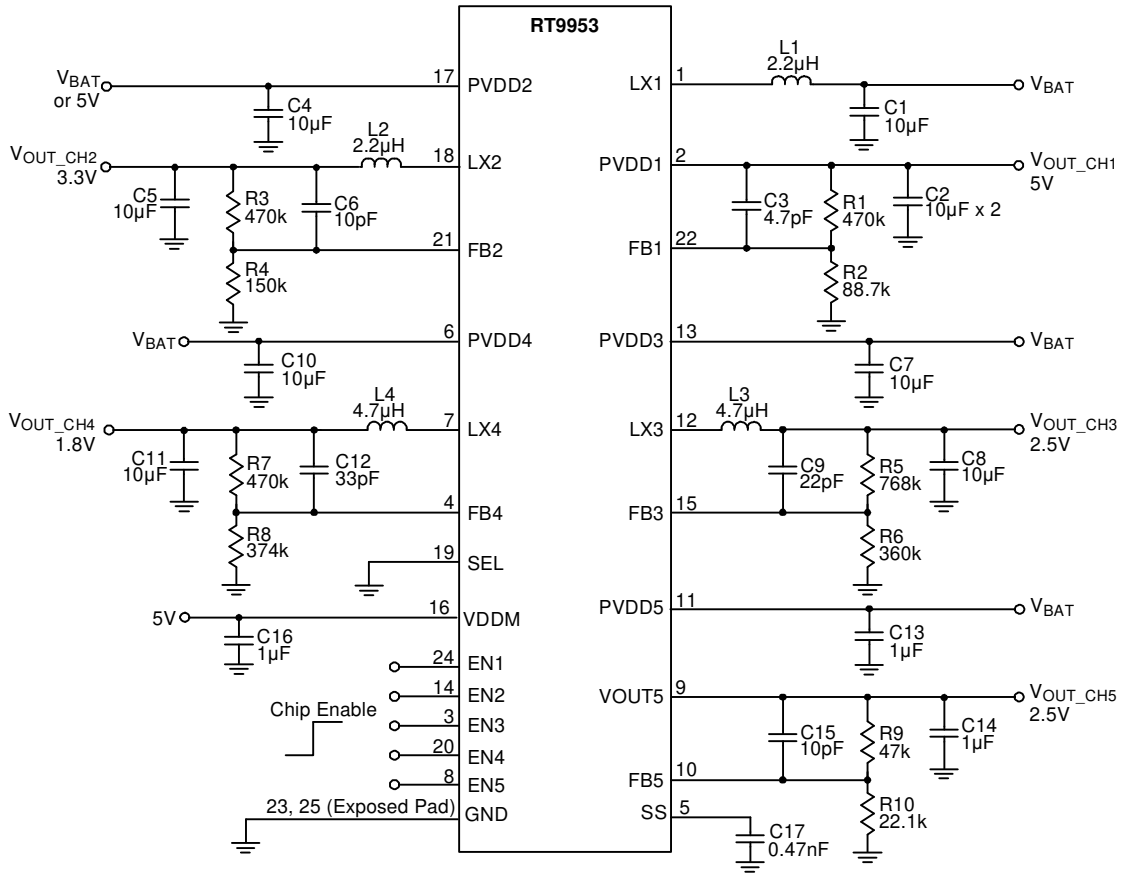 RT9953
VBAT
or 5V
17
PVDD2
C4
10µF
L2
2.2µH
VOUT_CH2
3.3V
18
LX2
C5
10µF
R3
470k
C6
10pF
21
FB2
R4
150k
VBAT
6
PVDD4
C10
10µF
L4
4.7µH
VOUT_CH4
1.8V
7
LX4
C11
10µF
R7
470k
C12
33pF
4
FB4
R8
374k
19
SEL
5V
16
VDDM
C16
1µF
24
EN1
14
EN2
Chip Enable
3
EN3
20
EN4
8
EN5
23, 25 (Exposed Pad)
GND
LX1
1
L1
2.2µH
VBAT
C1
10µF
PVDD1
2
VOUT_CH1
5V
C3
4.7pF
R1
470k
C2
10µF x 2
FB1
22
R2
88.7k
PVDD3
13
VBAT
C7
10µF
LX3
12
L3
4.7µH
VOUT_CH3
2.5V
C9
22pF
R5
768k
C8
10µF
FB3
15
R6
360k
PVDD5
11
VBAT
C13
1µF
VOUT5
9
VOUT_CH5
2.5V
C15
10pF
R9
47k
C14
1µF
FB5
10
R10
22.1k
SS
5
C17
0.47nF